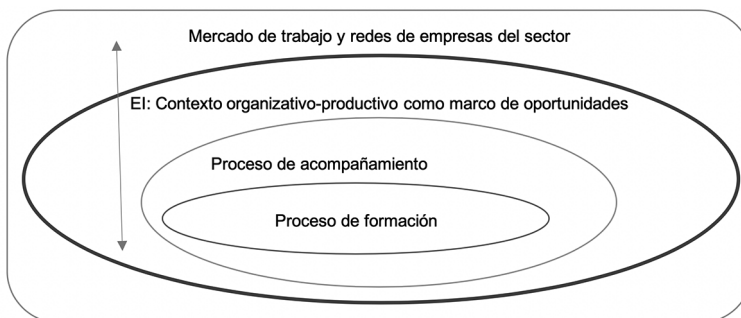 Mercado de trabajo y redes de empresas del sector
EI: Contexto organizativo-productivo como marco de oportunidades
Proceso de acompañamiento
Proceso de formación